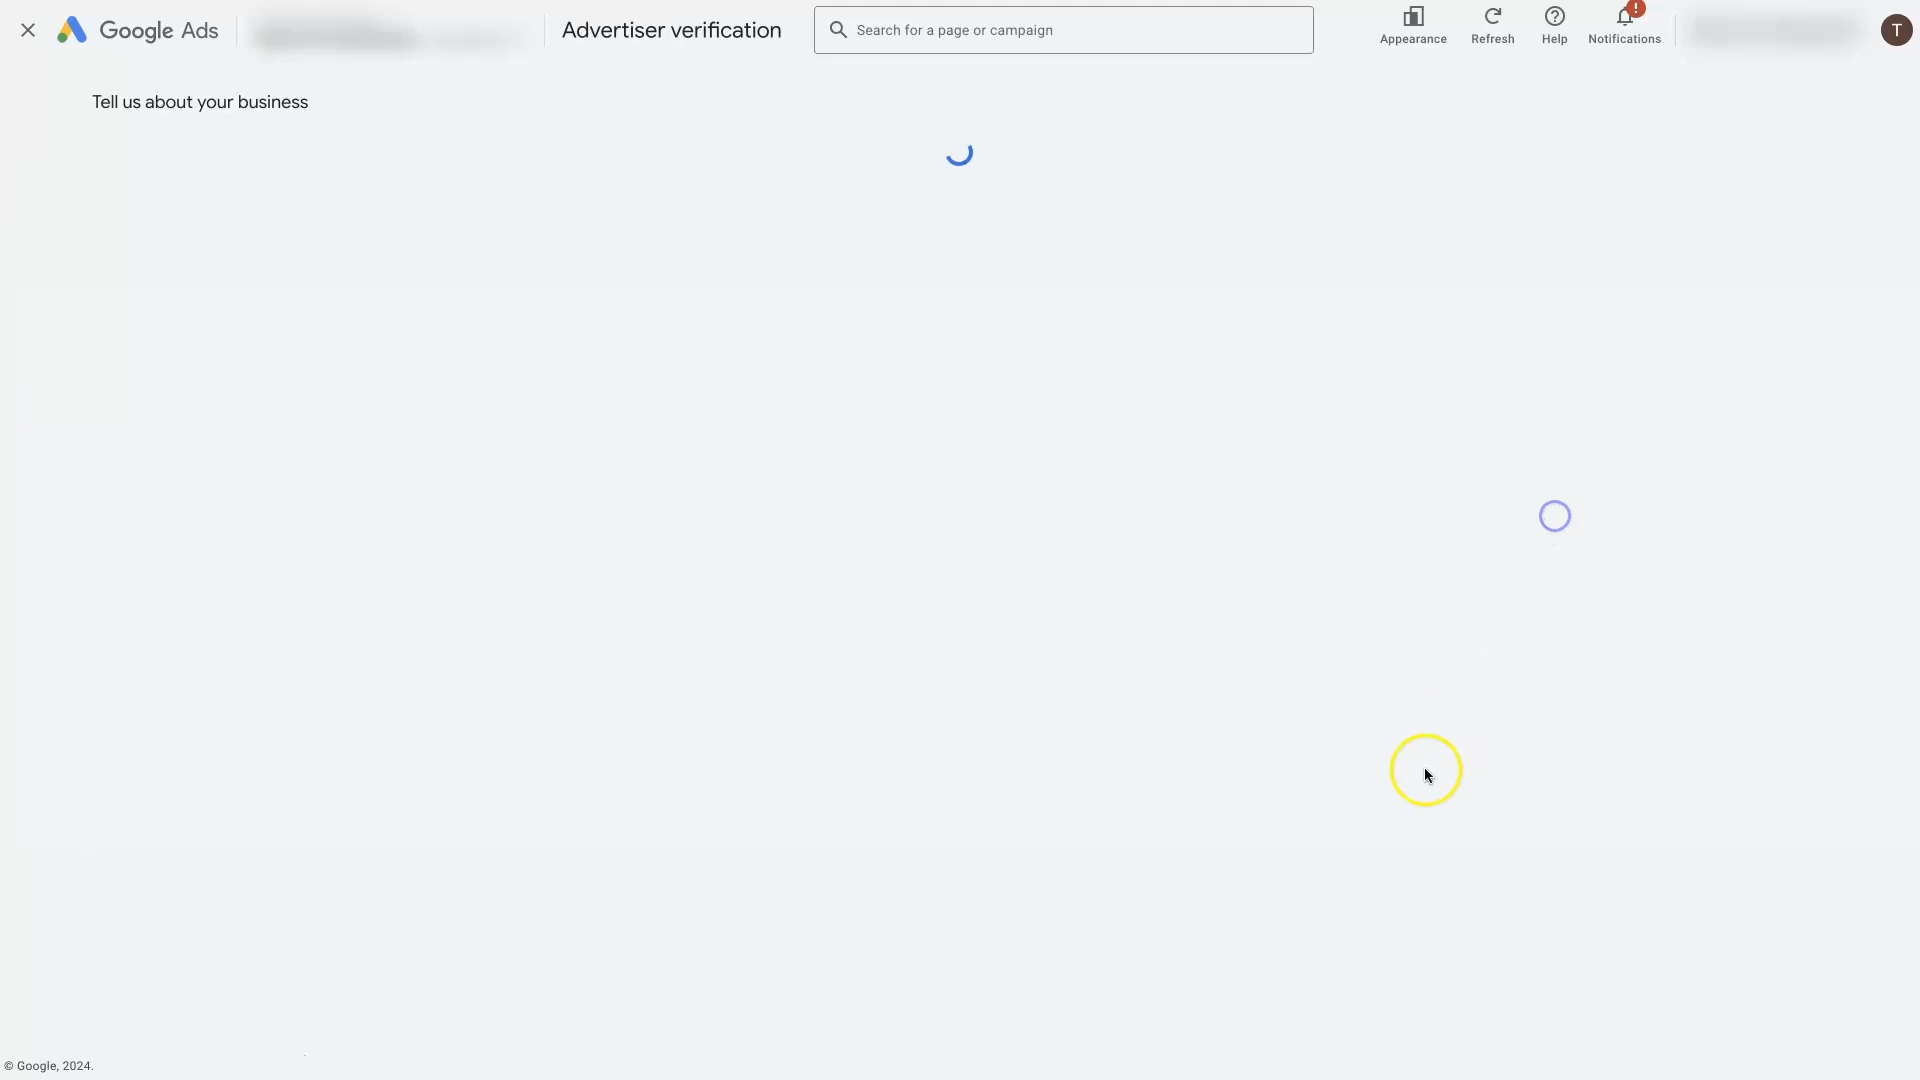 Google Ads
Advertiser verification
Search for a page or campaign
Appearance
Refresh
Help
!
Notifications
T
Tell us about your business
© Google, 2024.